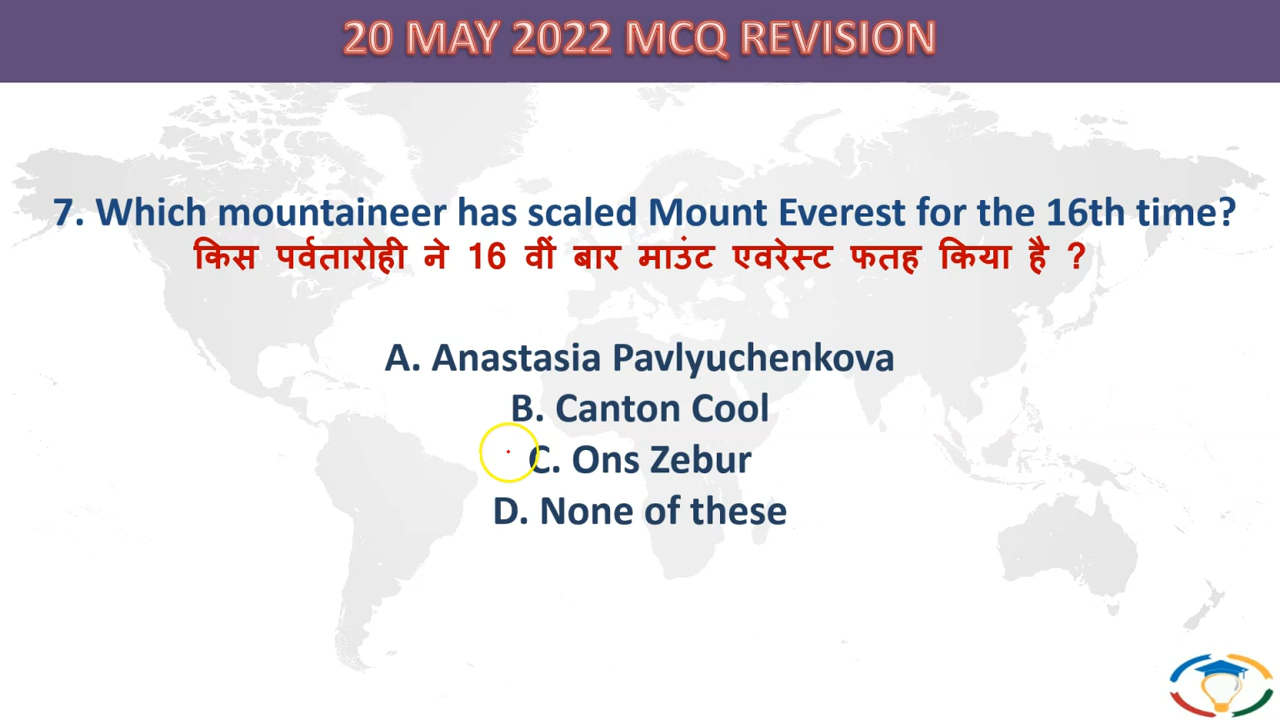 20 MAY 2022 MCQ REVISION
7. Which mountaineer has scaled Mount Everest for the 16th time?
किस पर्वतारोही ने 16 वीं बार माउंट एवरेस्ट फतह किया है ?
A. Anastasia Pavlyuchenkova
B. Canton Cool
C. Ons Zebur
D. None of these